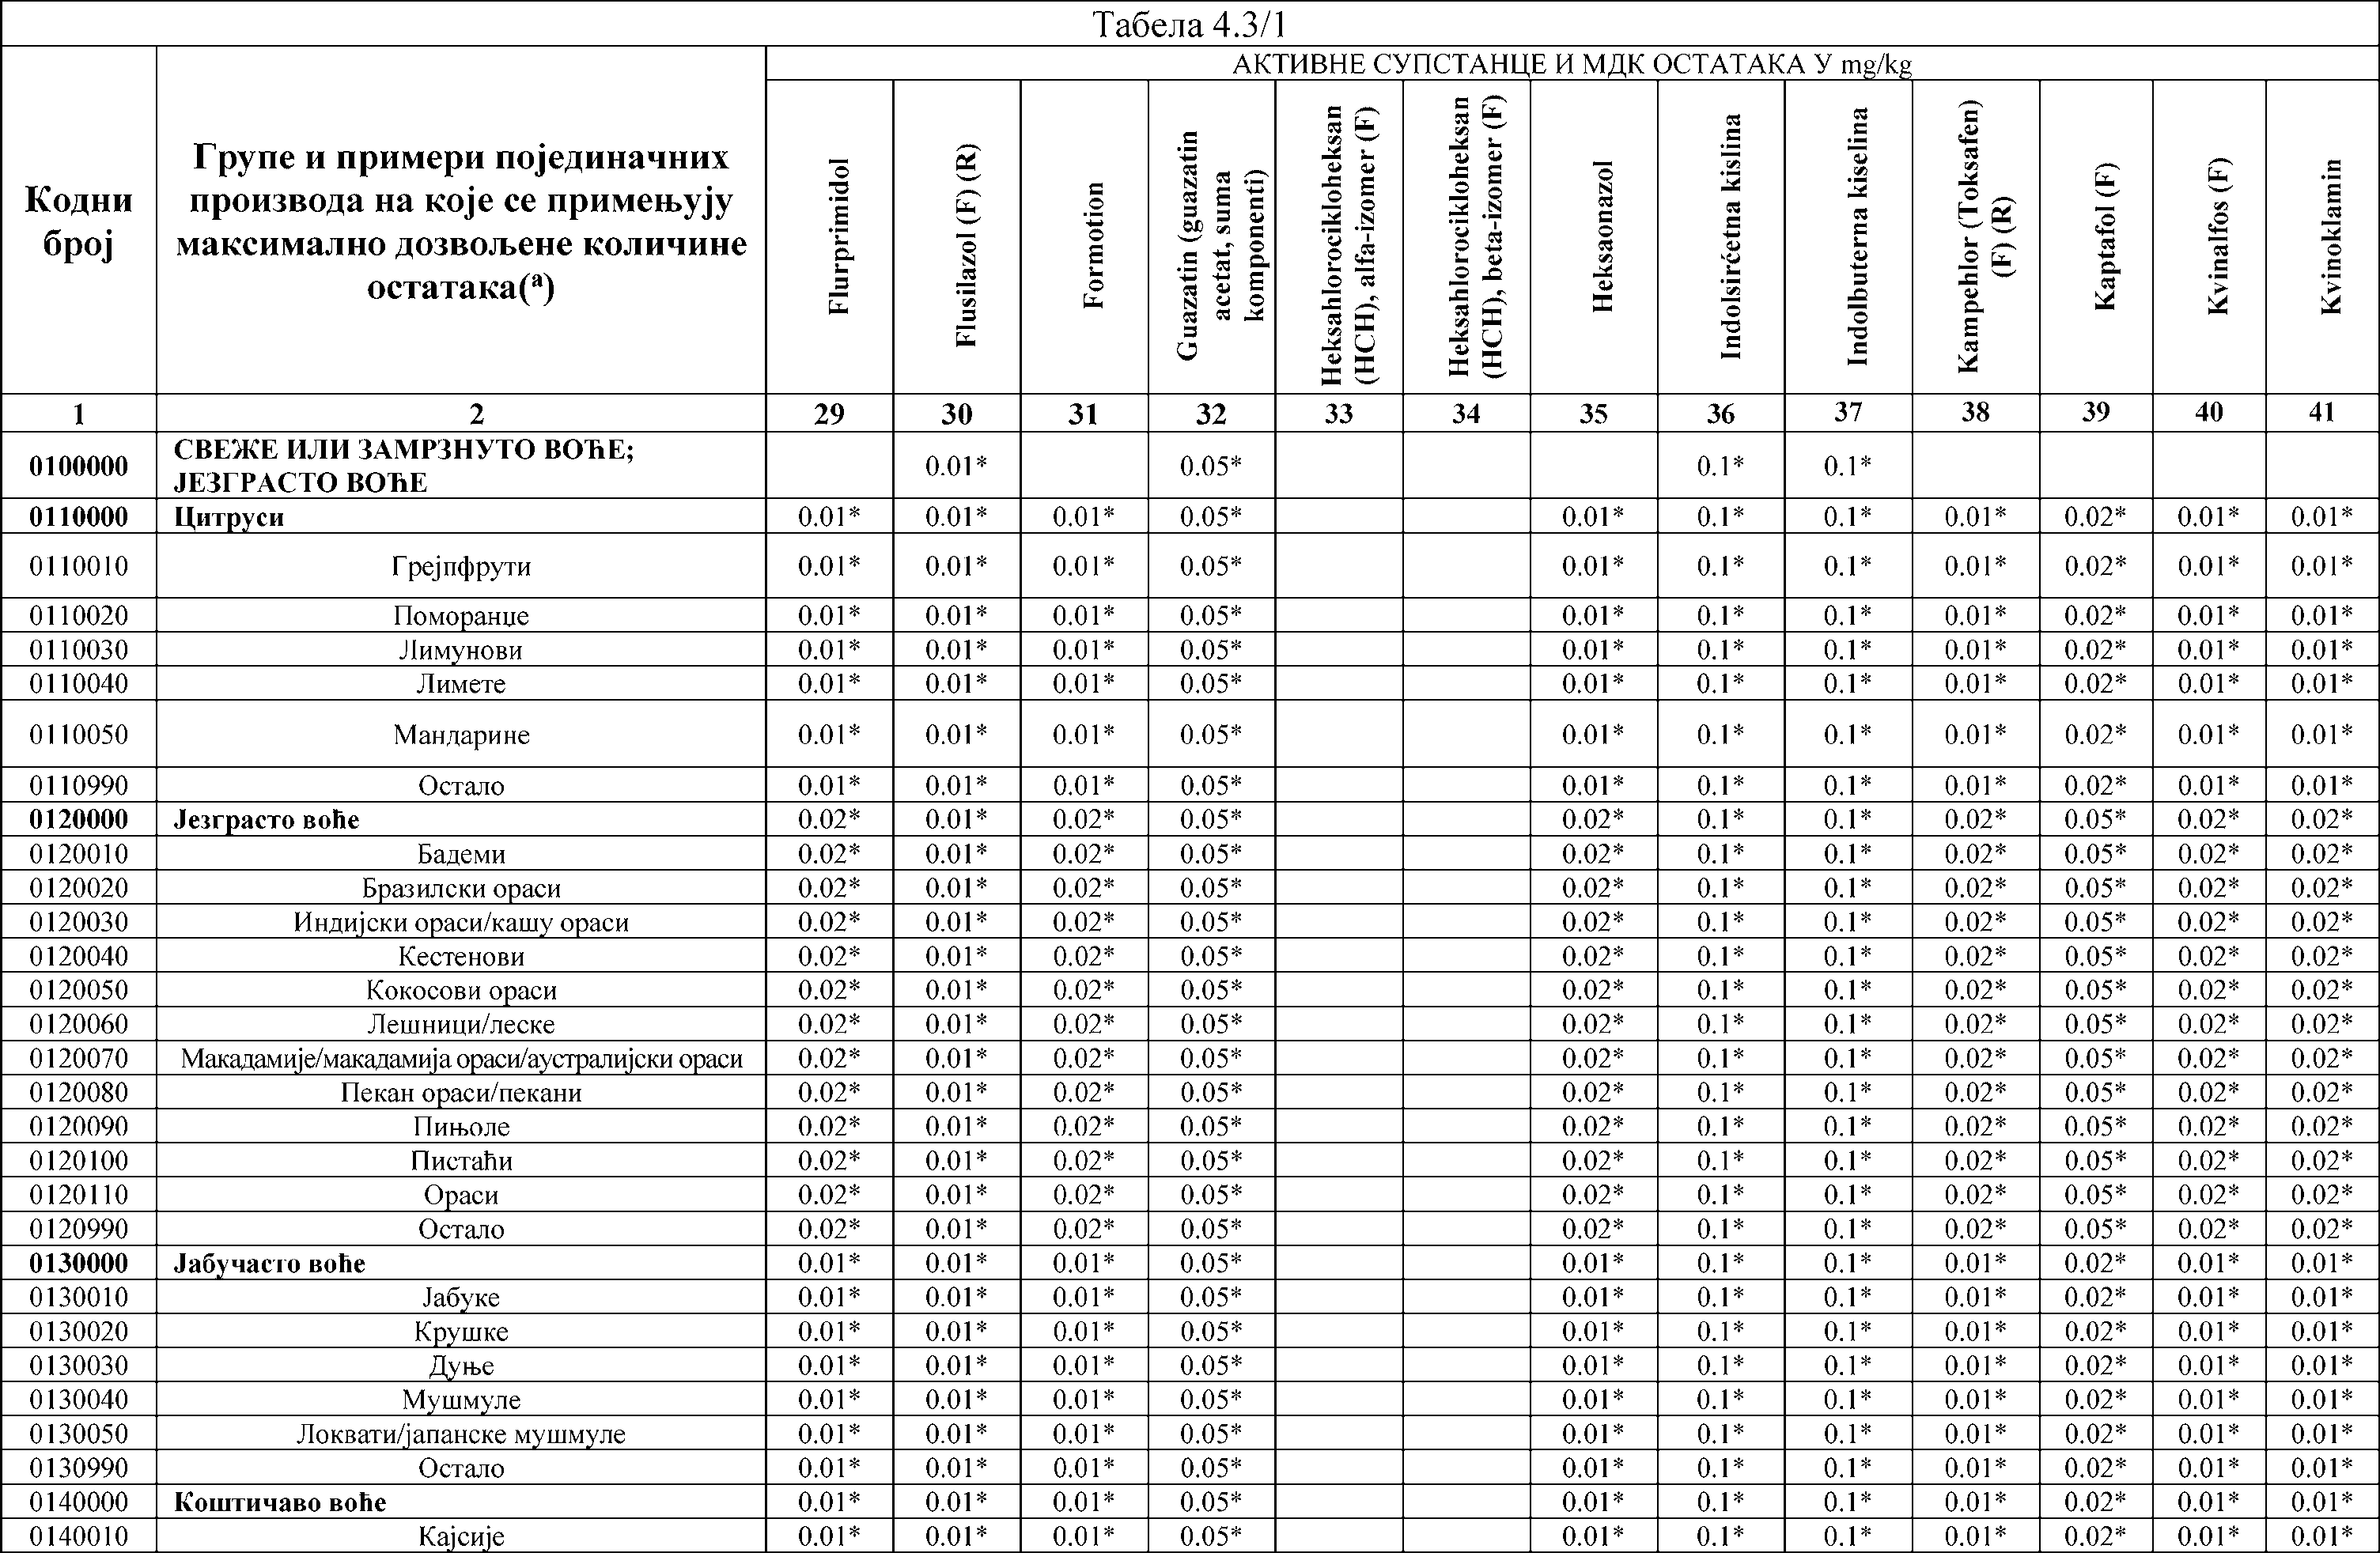 Табела 4.3/1
АКТИВНЕ СУПСТАНЦЕ И МДК ОСТАТАКА У mg/kg
Кодни
број
Групе и примери појединачних
производа на које се примењују
максимално дозвољене количине
остатака(ᵃ)
Flurprimidol
Flusilazol (F) (R)
Formotion
Guazatin (guazatin
acetat, suma
komponenti)
Heksahlorocikloheksan
(HCH), alfa-izomer (F)
Heksahlorocikloheksan
(HCH), beta-izomer (F)
Heksaonazol
Indolsirćetna kislina
Indolbuterna kiselina
Kampehlor (Toksafen)
(F) (R)
Kaptafol (F)
Kvinalfos (F)
Kvinoklamin
1 2 29 30 31 32 33 34 35 36 37 38 39 40 41
0100000 СВЕЖЕ ИЛИ ЗАМРЗНУТО ВОЋЕ;
ЈЕЗГРАСТО ВОЋЕ 0.01* 0.05* 0.1* 0.1*
0110000 Цитруси 0.01* 0.01* 0.01* 0.05* 0.01* 0.1* 0.1* 0.01* 0.02* 0.01* 0.01*
0110010 Грејпфрути 0.01* 0.01* 0.01* 0.05* 0.01* 0.1* 0.1* 0.01* 0.02* 0.01* 0.01*
0110020 Поморанџе 0.01* 0.01* 0.01* 0.05* 0.01* 0.1* 0.1* 0.01* 0.02* 0.01* 0.01*
0110030 Лимунови 0.01* 0.01* 0.01* 0.05* 0.01* 0.1* 0.1* 0.01* 0.02* 0.01* 0.01*
0110040 Лимете 0.01* 0.01* 0.01* 0.05* 0.01* 0.1* 0.1* 0.01* 0.02* 0.01* 0.01*
0110050 Мандарине 0.01* 0.01* 0.01* 0.05* 0.01* 0.1* 0.1* 0.01* 0.02* 0.01* 0.01*
0110990 Остало 0.01* 0.01* 0.01* 0.05* 0.01* 0.1* 0.1* 0.01* 0.02* 0.01* 0.01*
0120000 Језграсто воће 0.02* 0.01* 0.02* 0.05* 0.02* 0.1* 0.1* 0.02* 0.05* 0.02* 0.02*
0120010 Бадеми 0.02* 0.01* 0.02* 0.05* 0.02* 0.1* 0.1* 0.02* 0.05* 0.02* 0.02*
0120020 Бразилски ораси 0.02* 0.01* 0.02* 0.05* 0.02* 0.1* 0.1* 0.02* 0.05* 0.02* 0.02*
0120030 Индијски ораси/кашу ораси 0.02* 0.01* 0.02* 0.05* 0.02* 0.1* 0.1* 0.02* 0.05* 0.02* 0.02*
0120040 Кестенови 0.02* 0.01* 0.02* 0.05* 0.02* 0.1* 0.1* 0.02* 0.05* 0.02* 0.02*
0120050 Кокосови ораси 0.02* 0.01* 0.02* 0.05* 0.02* 0.1* 0.1* 0.02* 0.05* 0.02* 0.02*
0120060 Лешници/леске 0.02* 0.01* 0.02* 0.05* 0.02* 0.1* 0.1* 0.02* 0.05* 0.02* 0.02*
0120070 Макадамије/макадамија ораси/аустралијски ораси 0.02* 0.01* 0.02* 0.05* 0.02* 0.1* 0.1* 0.02* 0.05* 0.02* 0.02*
0120080 Пекан ораси/пекани 0.02* 0.01* 0.02* 0.05* 0.02* 0.1* 0.1* 0.02* 0.05* 0.02* 0.02*
0120090 Пињоле 0.02* 0.01* 0.02* 0.05* 0.02* 0.1* 0.1* 0.02* 0.05* 0.02* 0.02*
0120100 Пистаћи 0.02* 0.01* 0.02* 0.05* 0.02* 0.1* 0.1* 0.02* 0.05* 0.02* 0.02*
0120110 Ораси 0.02* 0.01* 0.02* 0.05* 0.02* 0.1* 0.1* 0.02* 0.05* 0.02* 0.02*
0120990 Остало 0.02* 0.01* 0.02* 0.05* 0.02* 0.1* 0.1* 0.02* 0.05* 0.02* 0.02*
0130000 Јабучасто воће 0.01* 0.01* 0.01* 0.05* 0.01* 0.1* 0.1* 0.01* 0.02* 0.01* 0.01*
0130010 Јабуке 0.01* 0.01* 0.01* 0.05* 0.01* 0.1* 0.1* 0.01* 0.02* 0.01* 0.01*
0130020 Крушке 0.01* 0.01* 0.01* 0.05* 0.01* 0.1* 0.1* 0.01* 0.02* 0.01* 0.01*
0130030 Дуње 0.01* 0.01* 0.01* 0.05* 0.01* 0.1* 0.1* 0.01* 0.02* 0.01* 0.01*
0130040 Мушмуле 0.01* 0.01* 0.01* 0.05* 0.01* 0.1* 0.1* 0.01* 0.02* 0.01* 0.01*
0130050 Локвати/јапанске мушмуле 0.01* 0.01* 0.01* 0.05* 0.01* 0.1* 0.1* 0.01* 0.02* 0.01* 0.01*
0130990 Остало 0.01* 0.01* 0.01* 0.05* 0.01* 0.1* 0.1* 0.01* 0.02* 0.01* 0.01*
0140000 Коштичаво воће 0.01* 0.01* 0.01* 0.05* 0.01* 0.1* 0.1* 0.01* 0.02* 0.01* 0.01*
0140010 Кајсије 0.01* 0.01* 0.01* 0.05* 0.01* 0.1* 0.1* 0.01* 0.02* 0.01* 0.01*